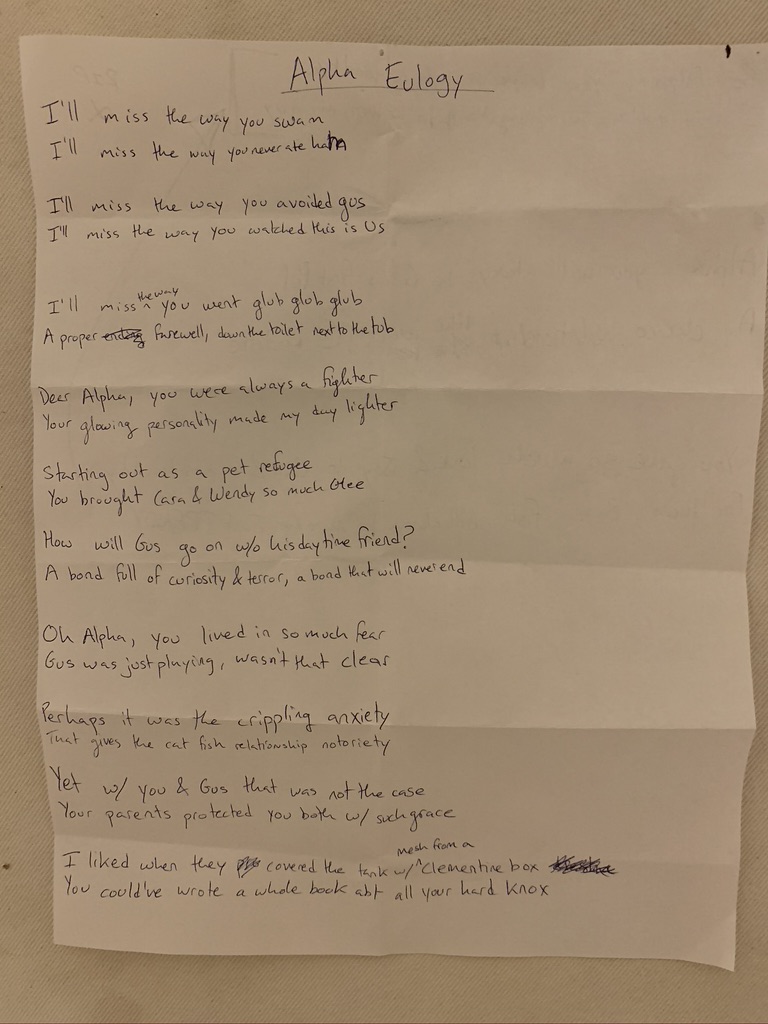 Alpha Eulogy
I'll miss the way you swam
I'll miss the way you never ate ham
I'll miss the way you avoided gus
I'll miss the way you watched this is Us
I'll miss the way you went glub glub glub
A proper farewell, down the toilet next to the tub
Dear Alpha, you were always a fighter
Your glowing personality made my day lighter
Starting out as a pet refugee
You brought Cara & Wendy so much Glee
How will Gus go on w/o his daytime friend?
A bond full of curiosity & terror, a bond that will never end
Oh Alpha, you lived in so much fear
Gus was just playing, wasn't that clear
Perhaps it was the crippling anxiety
That gives the cat fish relationship notoriety
Yet w/ you & Gus that was not the case
Your parents protected you both w/ such grace
I liked when they covered the tank w/ mesh from a Clementine box
You could've wrote a whole book abt all your hard knox